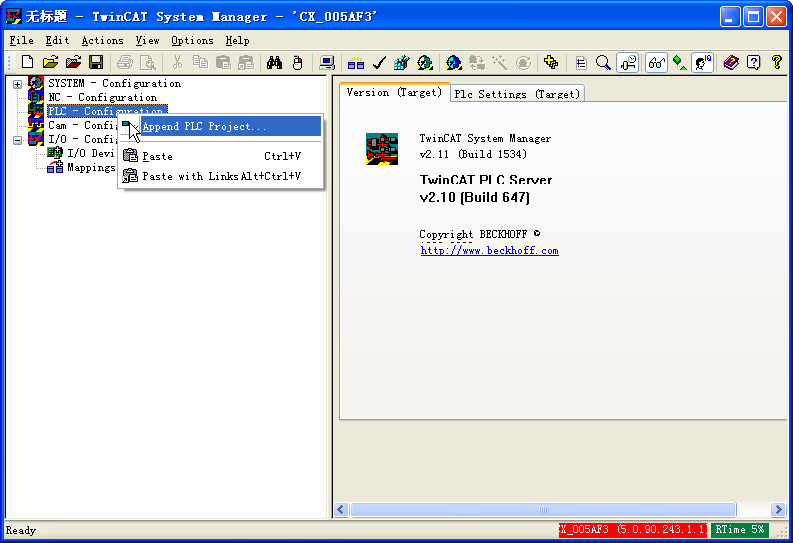 无标题 - TwinCAT System Manager - 'CX_005AF3'
File Edit Actions View Options Help
SYSTEM - Configuration
NC - Configuration
PLC - Configuration
Cam - Confi
I/O - Confi
I/O Devi
Mappings
Append PLC Project...
Paste Ctrl+V
Paste with Links Alt+Ctrl+V
Version (Target) Plc Settings (Target)
TwinCAT System Manager
v2.11 (Build 1534)
TwinCAT PLC Server
v2.10 (Build 647)
Copyright BECKHOFF ©
http://www.beckhoff.com
Ready
X_005AF3 (5.0.90.243.1.1 RTime 5%